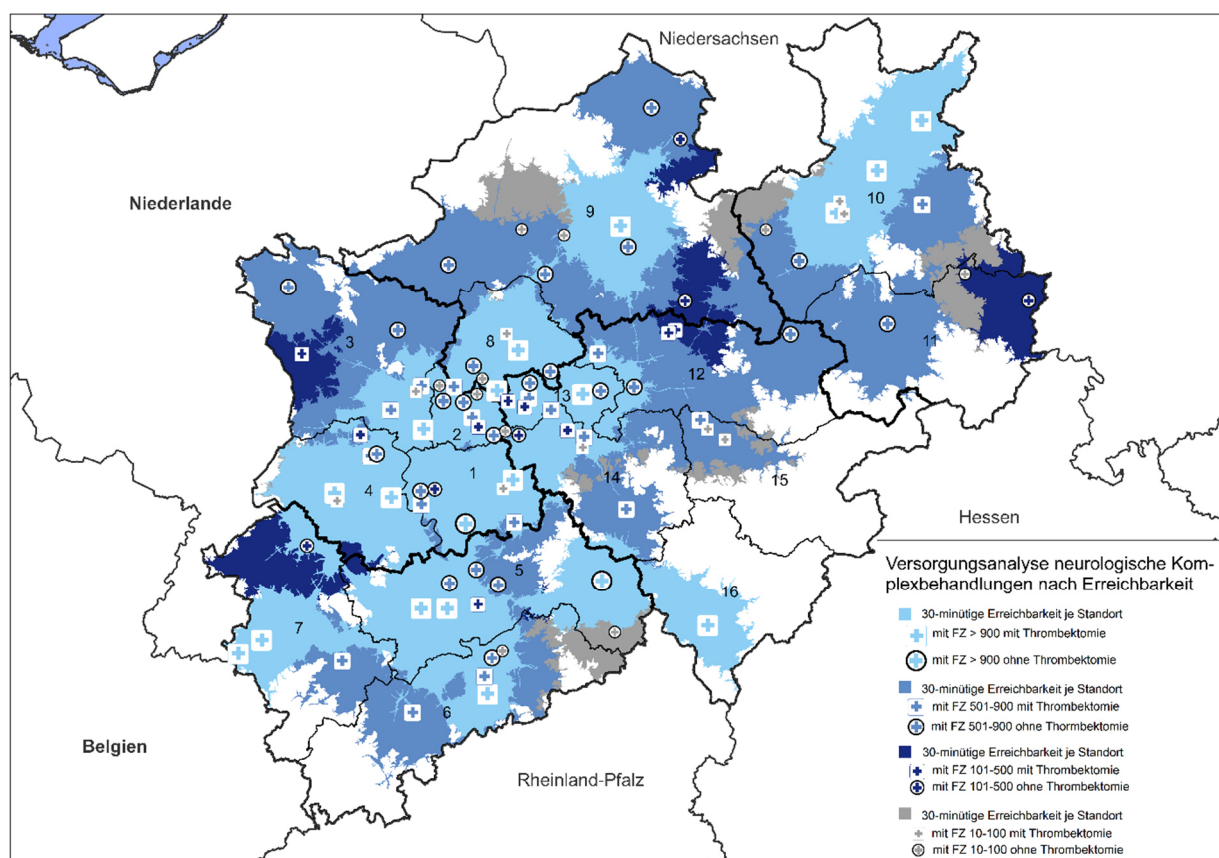 Niedersachsen
Niederlande
10
9
3
8
11
12
13
2
1
4
14
15
Hessen
5
16
7
6
Belgien
Rheinland-Pfalz
Versorgungsanalyse neurologische Kom-
plexbehandlungen nach Erreichbarkeit
30-minütige Erreichbarkeit je Standort
mit FZ > 900 mit Thrombektomie
mit FZ > 900 ohne Thrombektomie
30-minütige Erreichbarkeit je Standort
mit FZ 501-900 mit Thrombektomie
mit FZ 501-900 ohne Thormbektomie
30-minütige Erreichbarkeit je Standort
mit FZ 101-500 mit Thrombektomie
mit FZ 101-500 ohne Thrombektomie
30-minütige Erreichbarkeit je Standort
mit FZ 10-100 mit Thrombektomie
mit FZ 10-100 ohne Thrombektomie